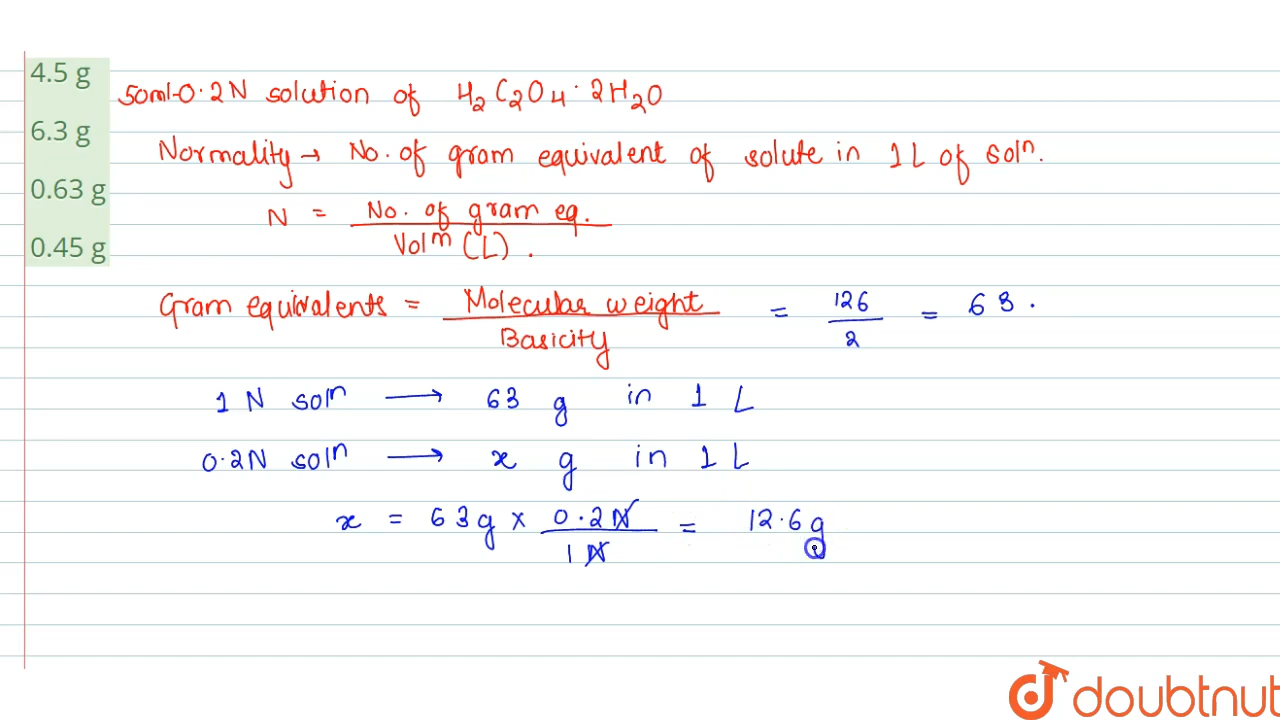 4.5 g
6.3 g
0.63 g
0.45 g
50ml 0.2N solution of H2C2O4·2H2O
Normality → No. of gram equivalent of solute in 1L of solⁿ.
N = No. of gram eq.
Volᵐ (L).
Gram equivalents = Molecular weight = 126 = 63.
Basicity 2
1 N solⁿ → 63 g in 1 L
0.2N solⁿ → x g in 1 L
x = 63g × 0.2N = 12.6g
1N
doubtnut